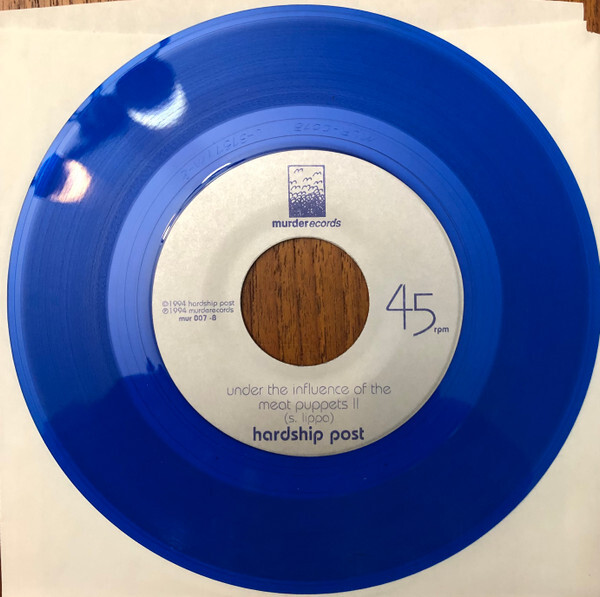 murderecords
©1994 hardship post
℗1994 murderecords
mur 007 -B
45
rpm
under the influence of the
meat puppets II
(s. lippa)
hardship post